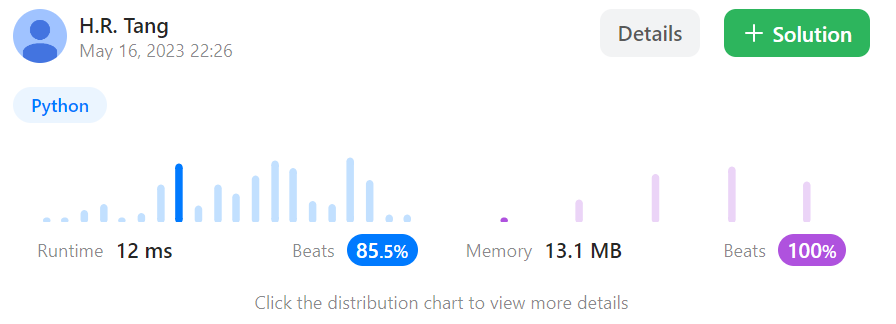 H.R. Tang
May 16, 2023 22:26
Details
+ Solution
Python
Runtime 12 ms Beats 85.5% Memory 13.1 MB Beats 100%
Click the distribution chart to view more details